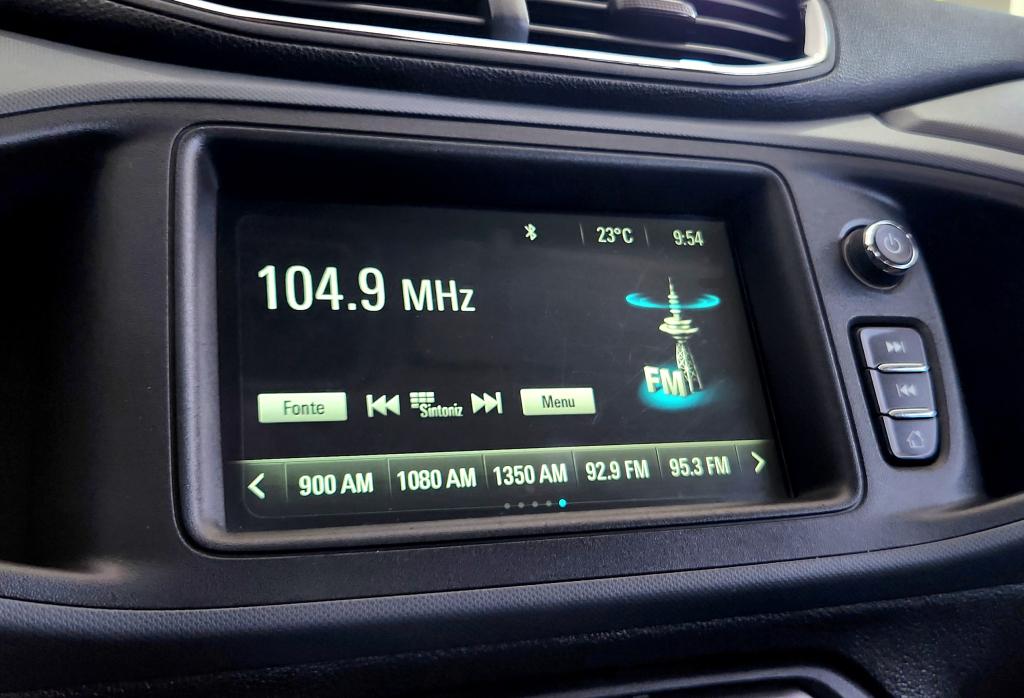 23°C 9:54
104.9 MHz
FM
Fonte Sintoniz Menu
900 AM 1080 AM 1350 AM 92.9 FM 95.3 FM